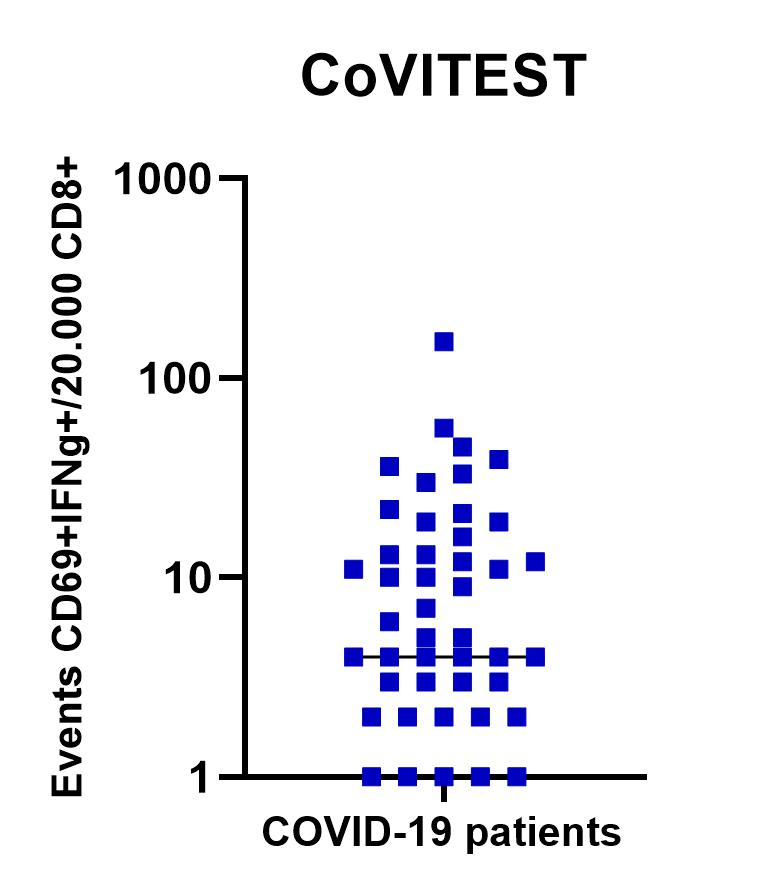 CoVITEST
Events CD69+IFNg+/20.000 CD8+
1000
100
10
1
COVID-19 patients